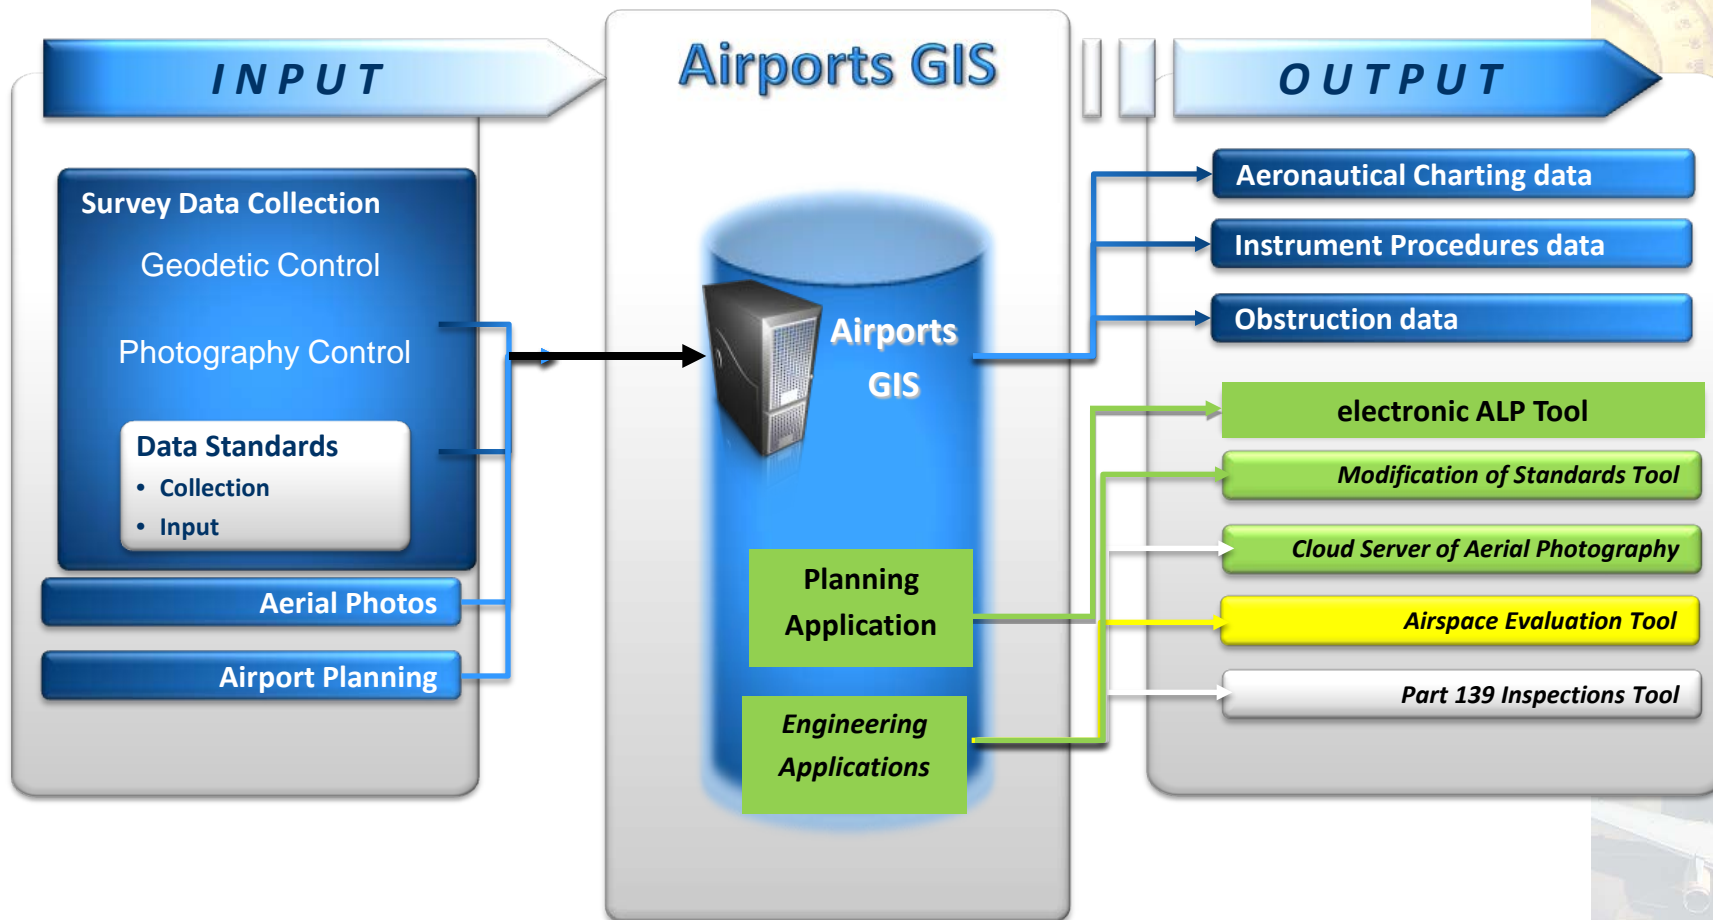 INPUT
Survey Data Collection
Geodetic Control
Photography Control
Data Standards
• Collection
• Input
Aerial Photos
Airport Planning
Airports GIS
Airports
GIS
Planning
Application
Engineering
Applications
OUTPUT
Aeronautical Charting data
Instrument Procedures data
Obstruction data
electronic ALP Tool
Modification of Standards Tool
Cloud Server of Aerial Photography
Airspace Evaluation Tool
Part 139 Inspections Tool